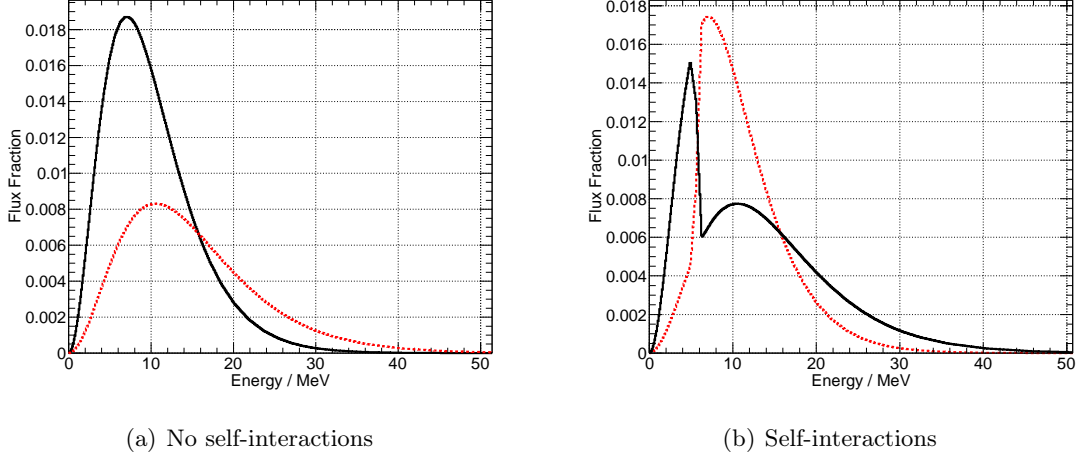 0.018
0.016
0.014
0.012
0.01
0.008
0.006
0.004
0.002
0
Flux Fraction
0 10 20 30 40 50
Energy / MeV
(a) No self-interactions
0.018
0.016
0.014
0.012
0.01
0.008
0.006
0.004
0.002
0
Flux Fraction
0 10 20 30 40 50
Energy / MeV
(b) Self-interactions